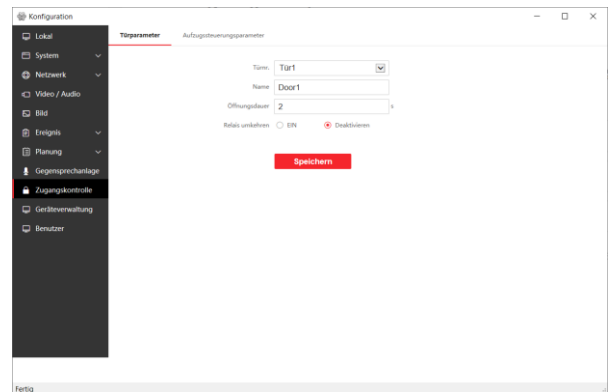 Konfiguration
Lokal
Türparameter
Aufzugssteuerungsparameter
System
Netzwerk
Video / Audio
Bild
Ereignis
Planung
Gegensprechanlage
Zugangskontrolle
Geräteverwaltung
Benutzer
Türnr. Tür1
Name Door1
Öffnungsdauer 2 s
Relais umkehren EIN Deaktivieren
Speichern
Fertig